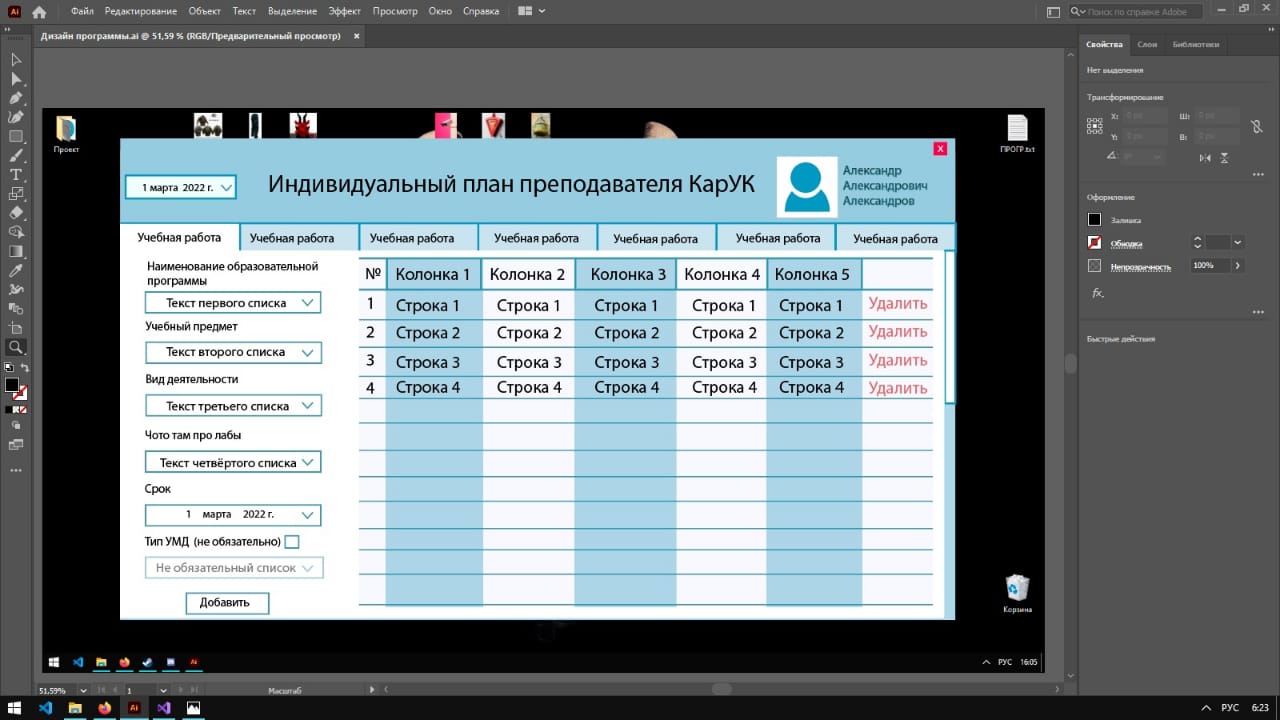 Ai Файл Редактирование Объект Текст Выделение Эффект Просмотр Окно Справка Поиск по справке Adobe
Дизайн программы.ai @ 51,59 % (RGB/Предварительный просмотр) ×
Свойства Слои Библиотеки
Нет выделения
Трансформирование
X: 0 px Ш: 0 px
Y: 0 px В: 0 px
0°
Оформление
Заливка
Обводка
Непрозрачность 100%
fx.
Быстрые действия
Проект
ПРОГР.txt
X
1 марта 2022 г.
Индивидуальный план преподавателя КарУК
Александр
Александрович
Александров
Учебная работа Учебная работа Учебная работа Учебная работа Учебная работа Учебная работа Учебная работа
Наименование образовательной
программы
Текст первого списка
Учебный предмет
Текст второго списка
Вид деятельности
Текст третьего списка
Чото там про лабы
Текст четвёртого списка
Срок
1 марта 2022 г.
Тип УМД (не обязательно)
Не обязательный список
Добавить
№ Колонка 1 Колонка 2 Колонка 3 Колонка 4 Колонка 5
1 Строка 1 Строка 1 Строка 1 Строка 1 Строка 1 Удалить
2 Строка 2 Строка 2 Строка 2 Строка 2 Строка 2 Удалить
3 Строка 3 Строка 3 Строка 3 Строка 3 Строка 3 Удалить
4 Строка 4 Строка 4 Строка 4 Строка 4 Строка 4 Удалить
Корзина
Ai РУС 16:05
51,59% 1 Масштаб
Ai РУС 6:23